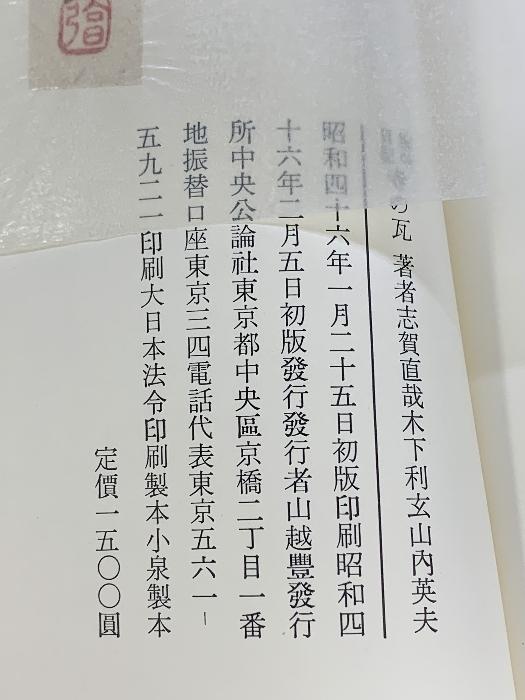 の瓦 著者志賀直哉木下利玄山内英夫
昭和四十六年一月二十五日初版印刷昭和四
十六年二月五日初版發行發行者山越豐發行
所中央公論社東京都中央區京橋二丁目一番
地振替口座東京三四電話代表東京五六一―
五九二一印刷大日本法令印刷製本小泉製本
定價一五〇〇圓